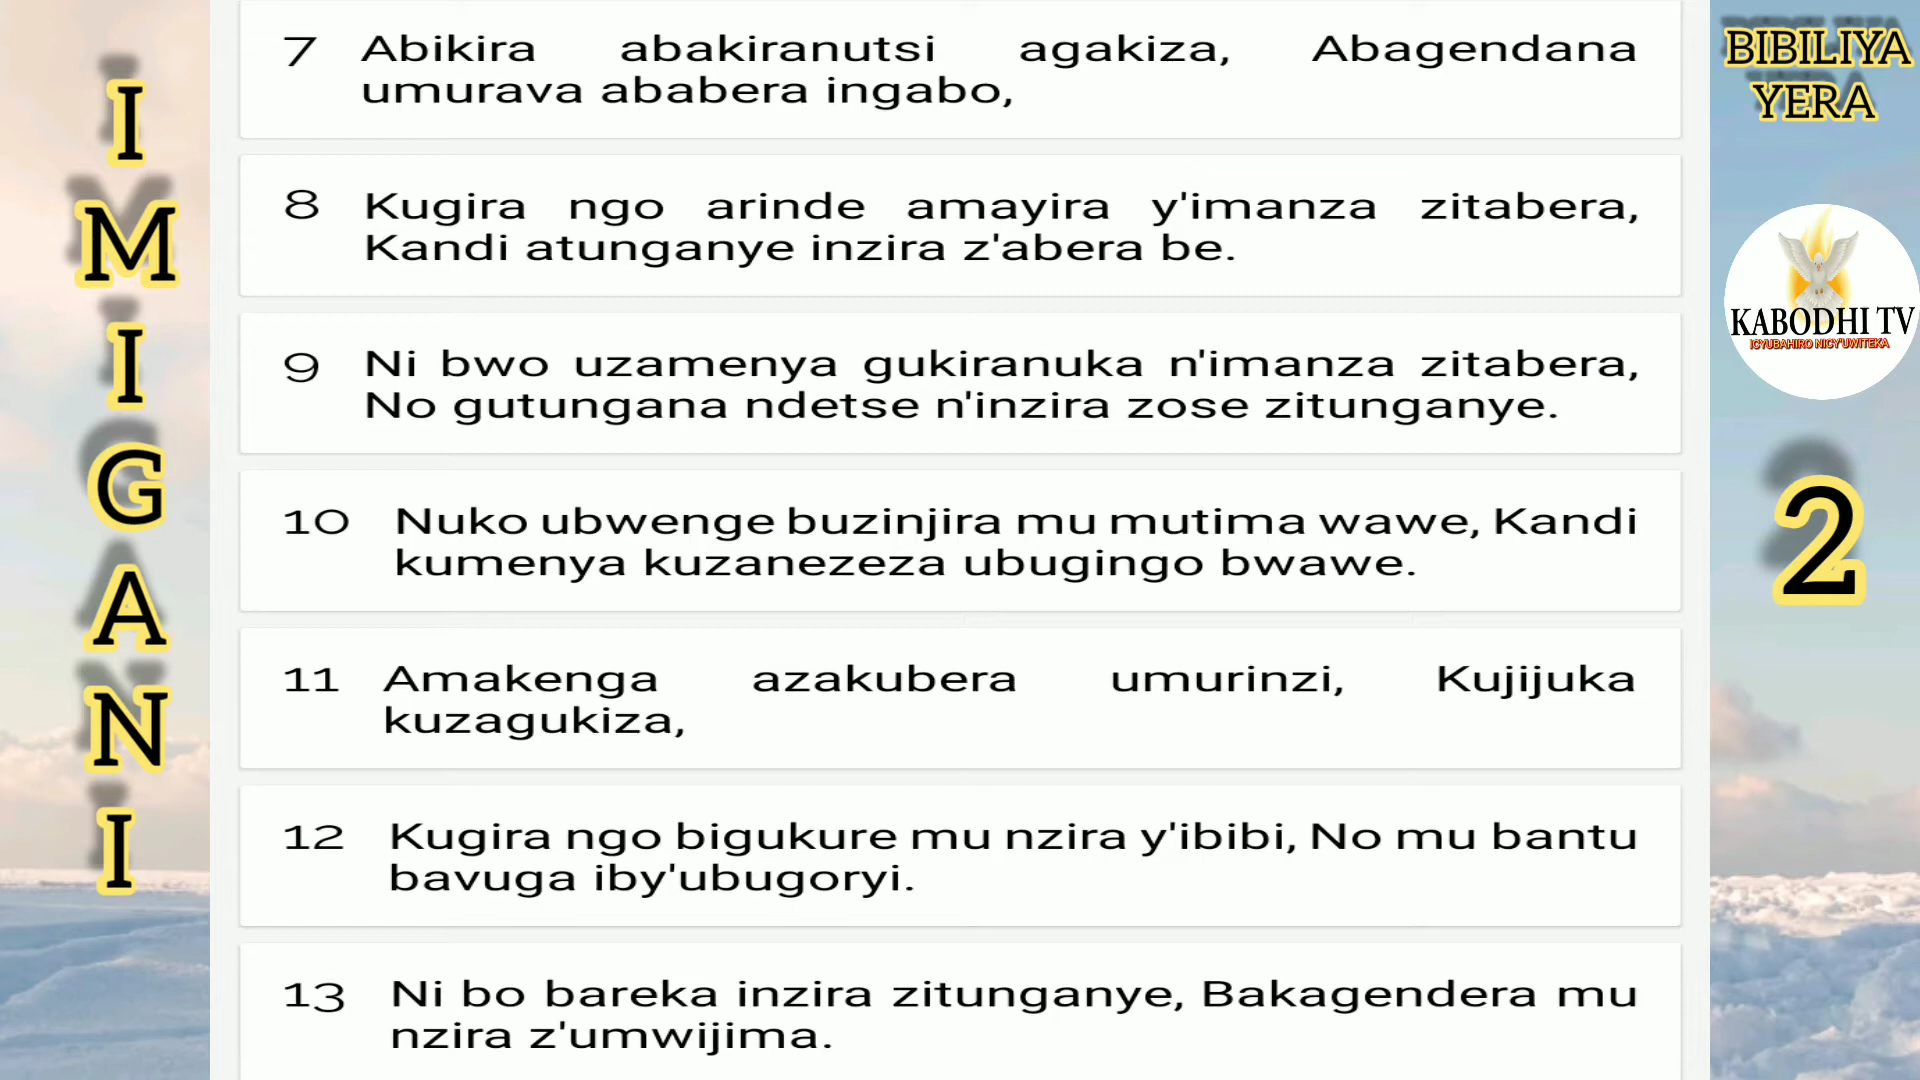 IMIGANI
7 Abikira abakiranutsi agakiza, Abagendana
umurava ababera ingabo,
8 Kugira ngo arinde amayira y'imanza zitabera,
Kandi atunganye inzira z'abera be.
9 Ni bwo uzamenya gukiranuka n'imanza zitabera,
No gutungana ndetse n'inzira zose zitunganye.
10 Nuko ubwenge buzinjira mu mutima wawe, Kandi
kumenya kuzanezeza ubugingo bwawe.
11 Amakenga azakubera umurinzi, Kujijuka
kuzagukiza,
12 Kugira ngo bigukure mu nzira y'ibibi, No mu bantu
bavuga iby'ubugoryi.
13 Ni bo bareka inzira zitunganye, Bakagendera mu
nzira z'umwijima.
BIBILIYA
YERA
KABODHI TV
ICYUBAHIRO NICY'UWITEKA
2